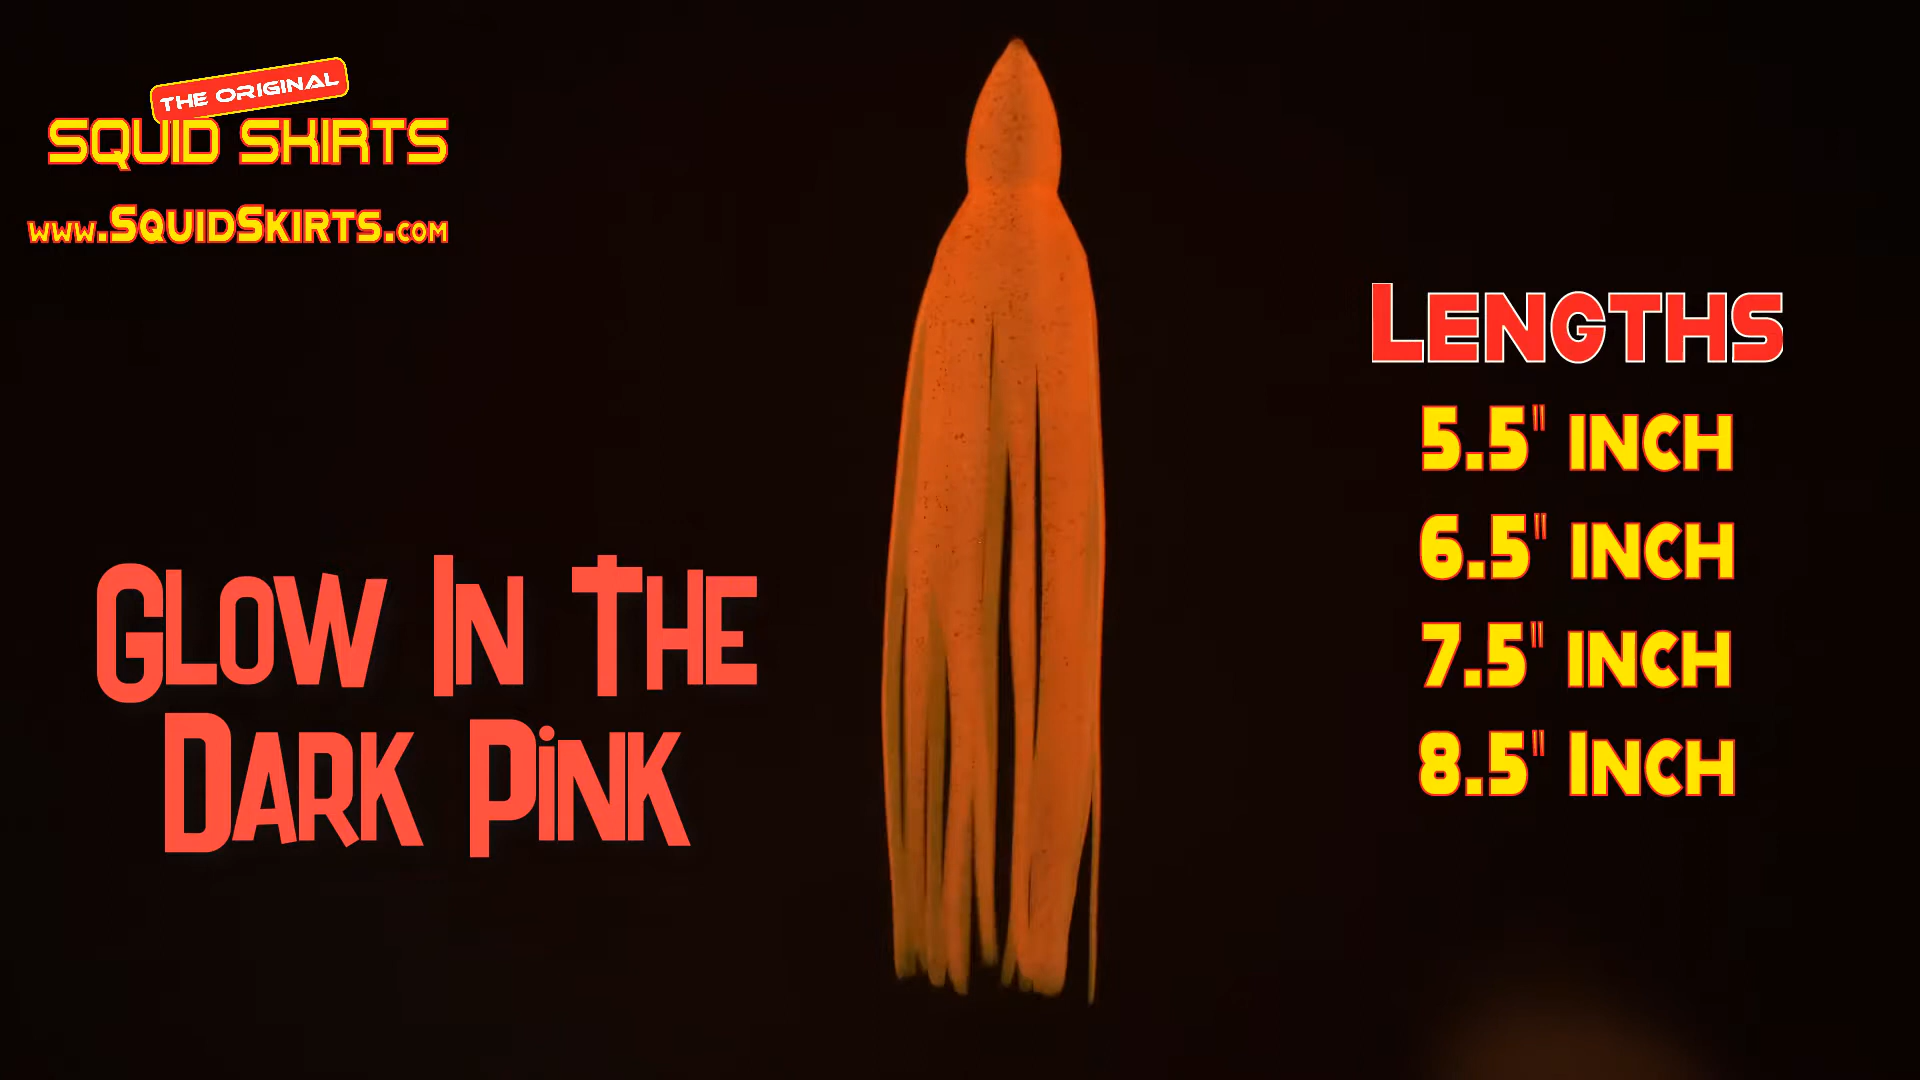 THE ORIGINAL
SQUID SKIRTS
www.SquidSkirts.com
Glow In The
Dark Pink
Lengths
5.5" inch
6.5" inch
7.5" inch
8.5" Inch